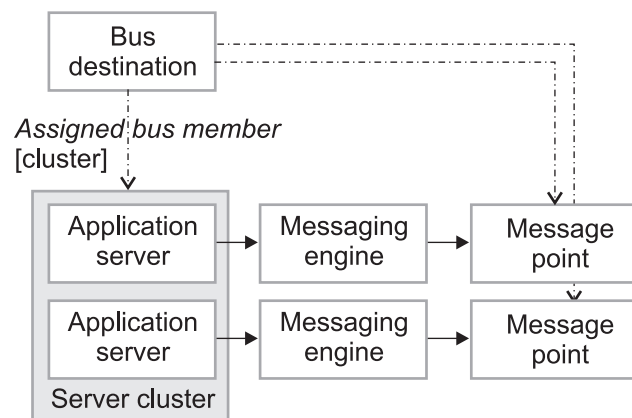 Bus
destination
Assigned bus member
[cluster]
Application
server
Messaging
engine
Message
point
Application
server
Messaging
engine
Message
point
Server cluster